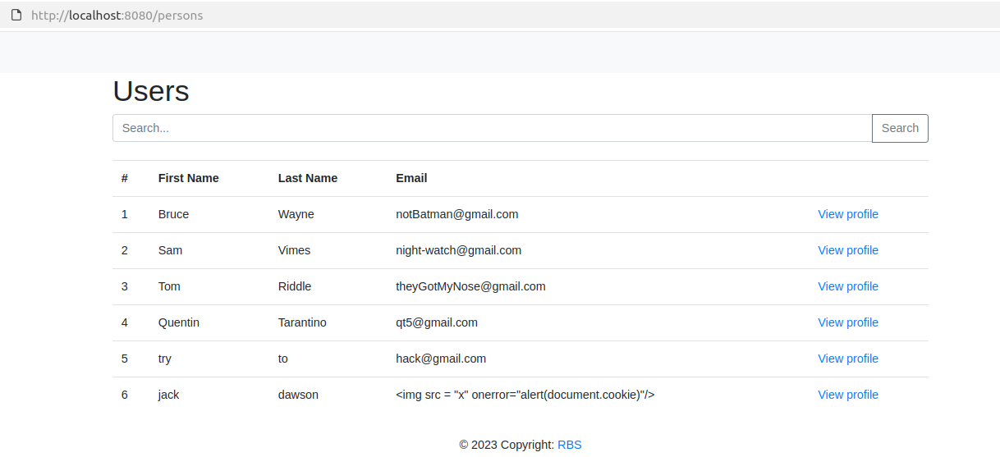 http://localhost:8080/persons
Users
Search... Search
# First Name Last Name Email
1 Bruce Wayne notBatman@gmail.com View profile
2 Sam Vimes night-watch@gmail.com View profile
3 Tom Riddle theyGotMyNose@gmail.com View profile
4 Quentin Tarantino qt5@gmail.com View profile
5 try to hack@gmail.com View profile
6 jack dawson <img src = "x" onerror="alert(document.cookie)"/> View profile
© 2023 Copyright: RBS